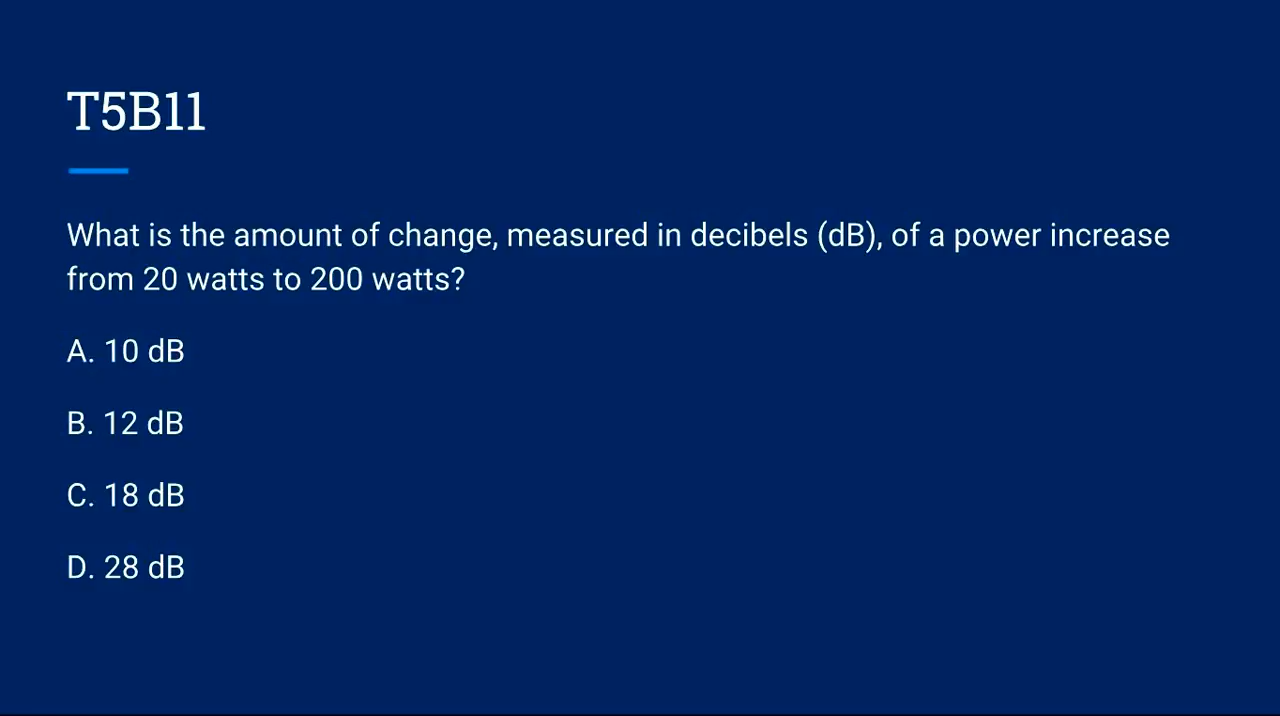 T5B11
What is the amount of change, measured in decibels (dB), of a power increase
from 20 watts to 200 watts?
A. 10 dB
B. 12 dB
C. 18 dB
D. 28 dB